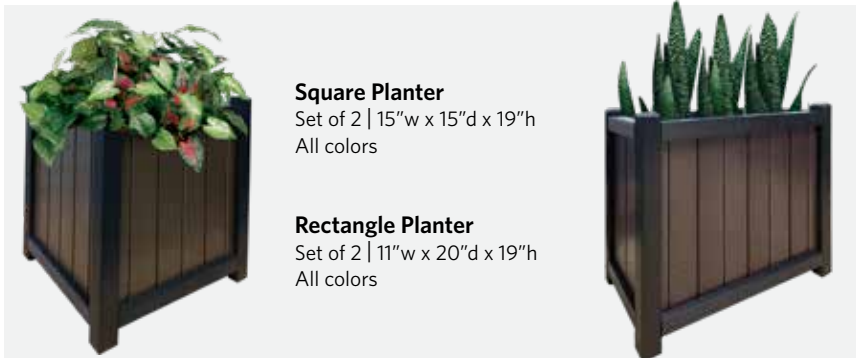 Square Planter
Set of 2 | 15”w x 15”d x 19”h
All colors
Rectangle Planter
Set of 2 | 11”w x 20”d x 19”h
All colors